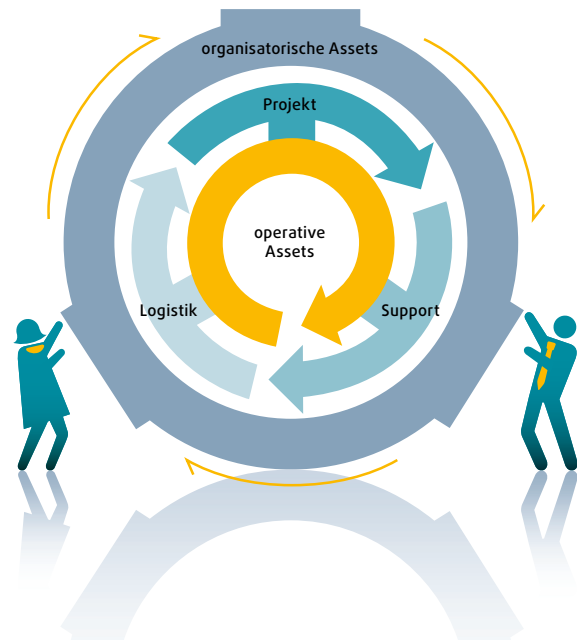 organisatorische Assets
Projekt
operative
Assets
Logistik
Support